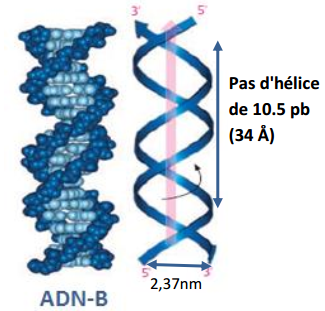 3' 5'
Pas d'hélice
de 10.5 pb
(34 Å)
5' 3'
2,37nm
ADN-B